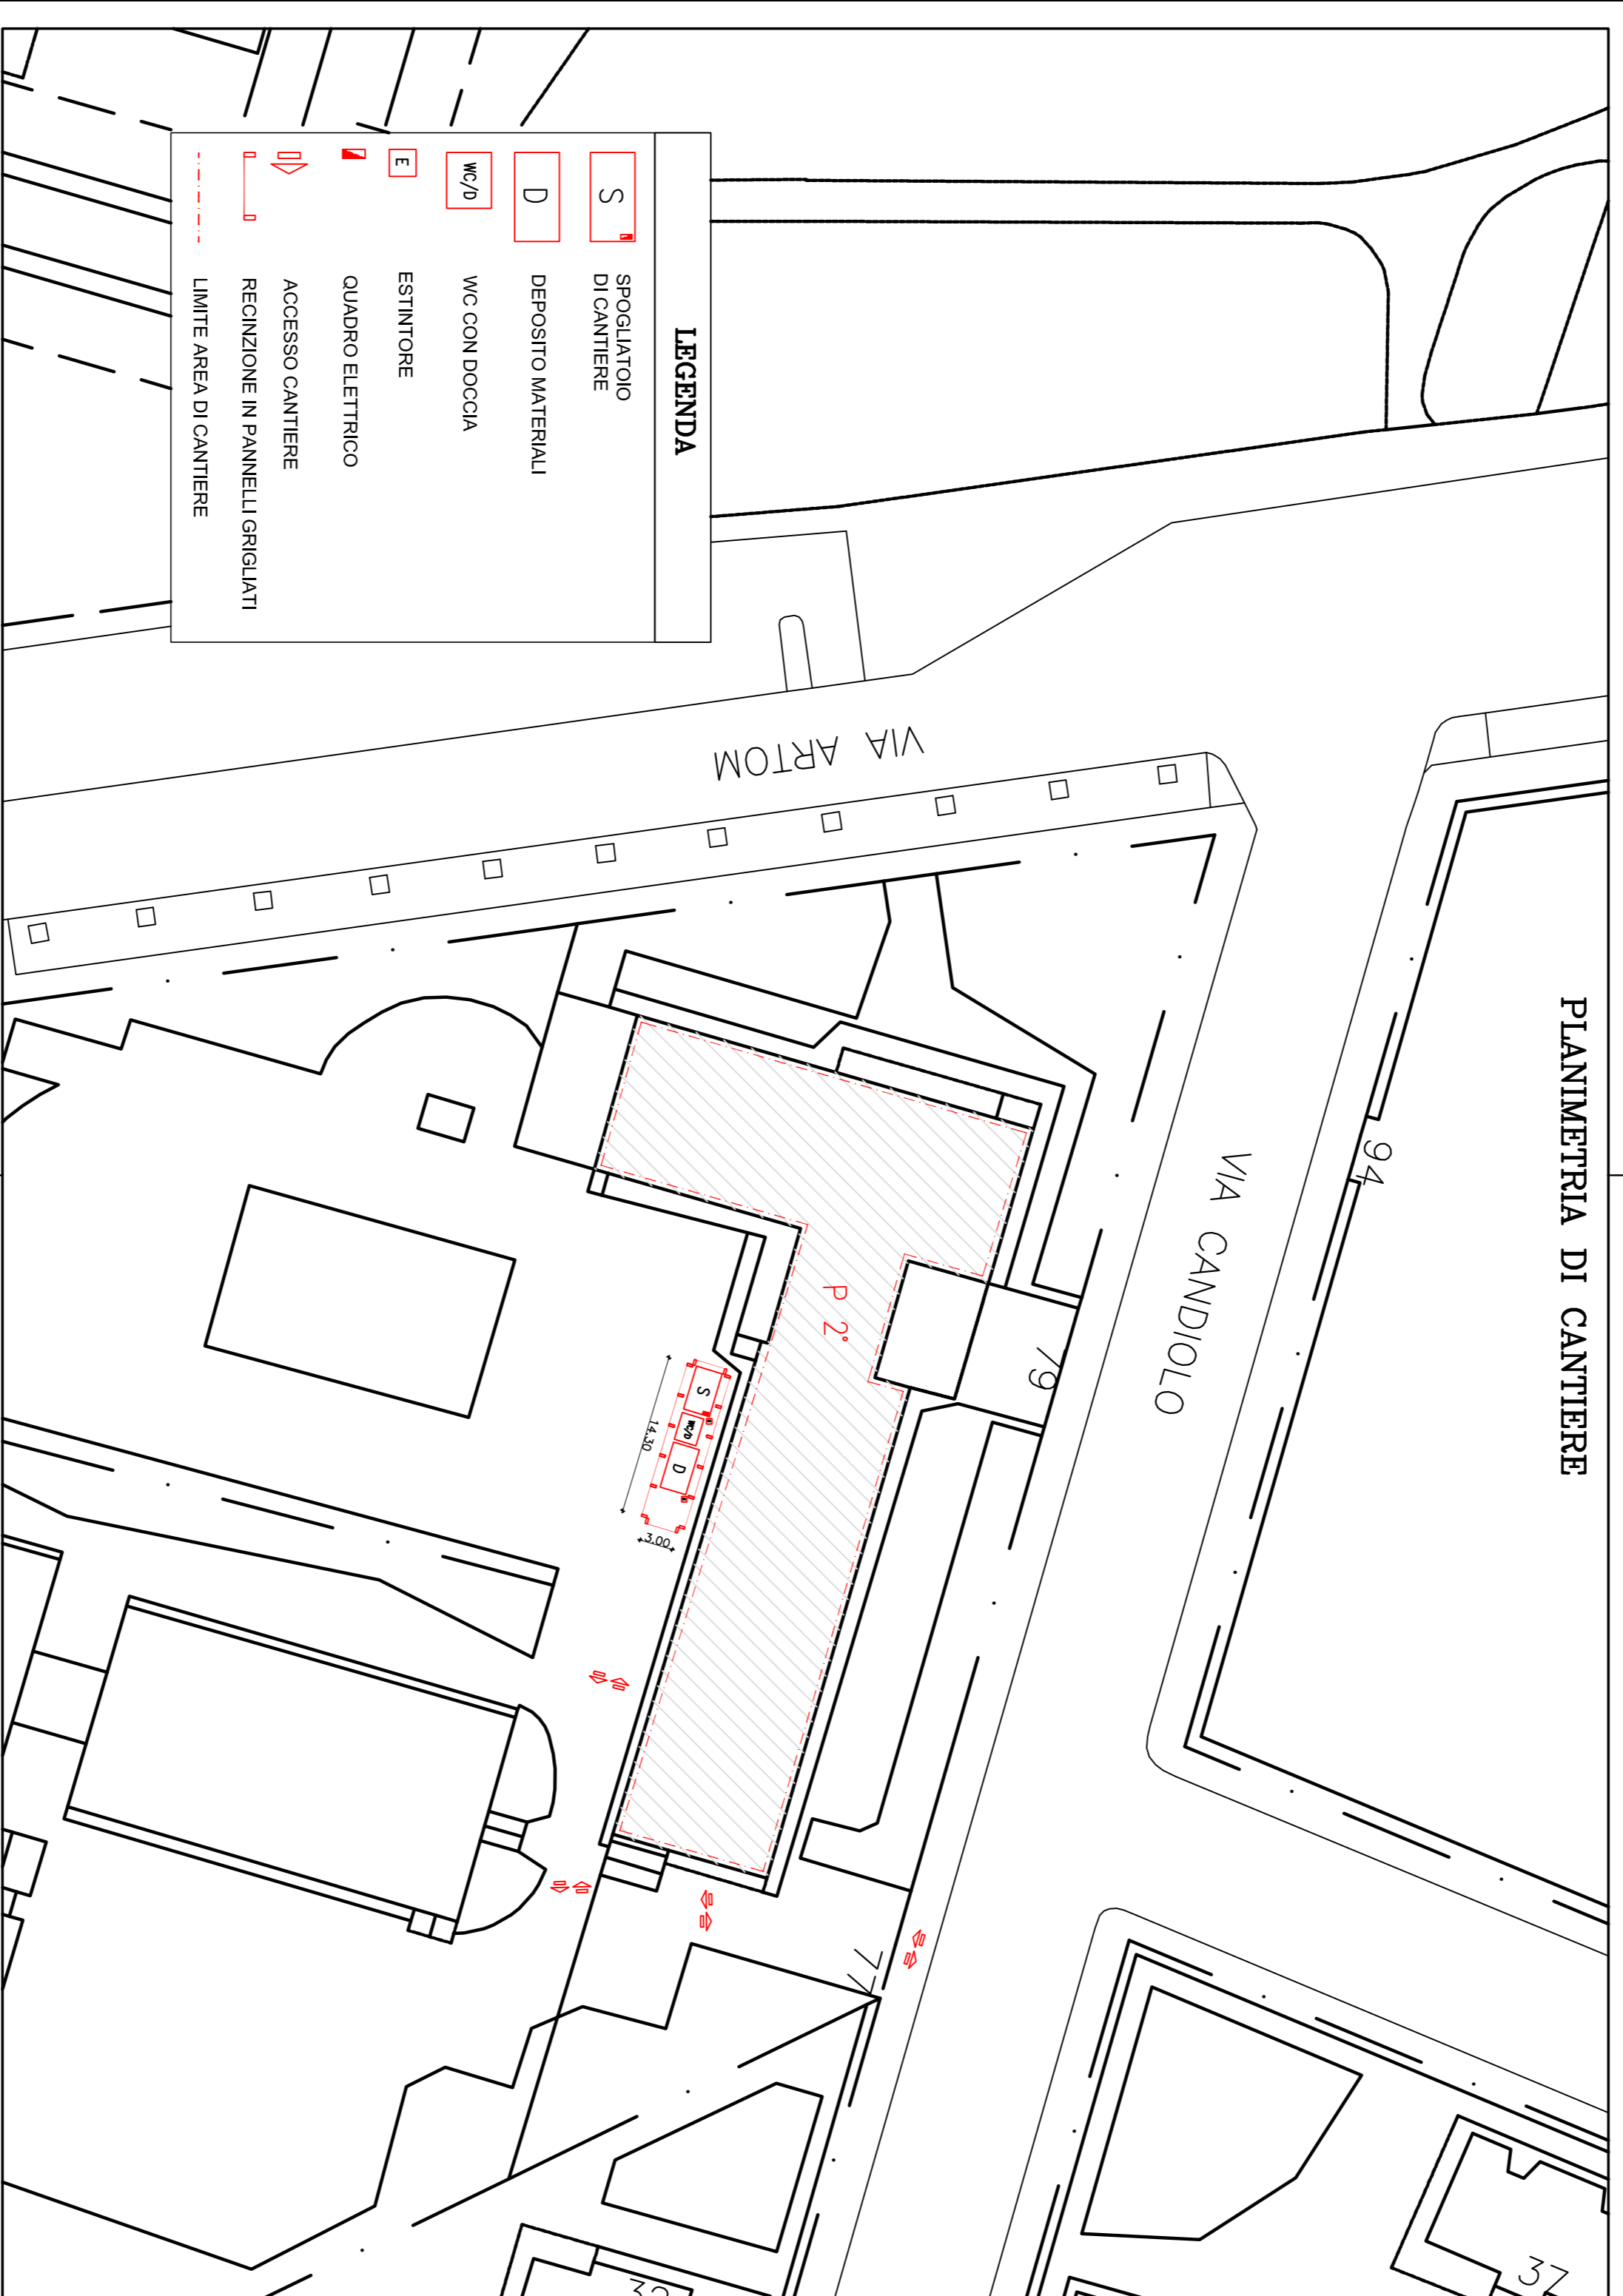 PLANIMETRIA DI CANTIERE
94
VIA CANDIOLO
VIA ARTOM
79
P 2°
S
WC/D
D
14.30
3.00
77
37
LEGENDA
S
SPOGLIATOIO
DI CANTIERE
D
DEPOSITO MATERIALI
WC/D
WC CON DOCCIA
E
ESTINTORE
QUADRO ELETTRICO
ACCESSO CANTIERE
RECINZIONE IN PANNELLI GRIGLIATI
LIMITE AREA DI CANTIERE